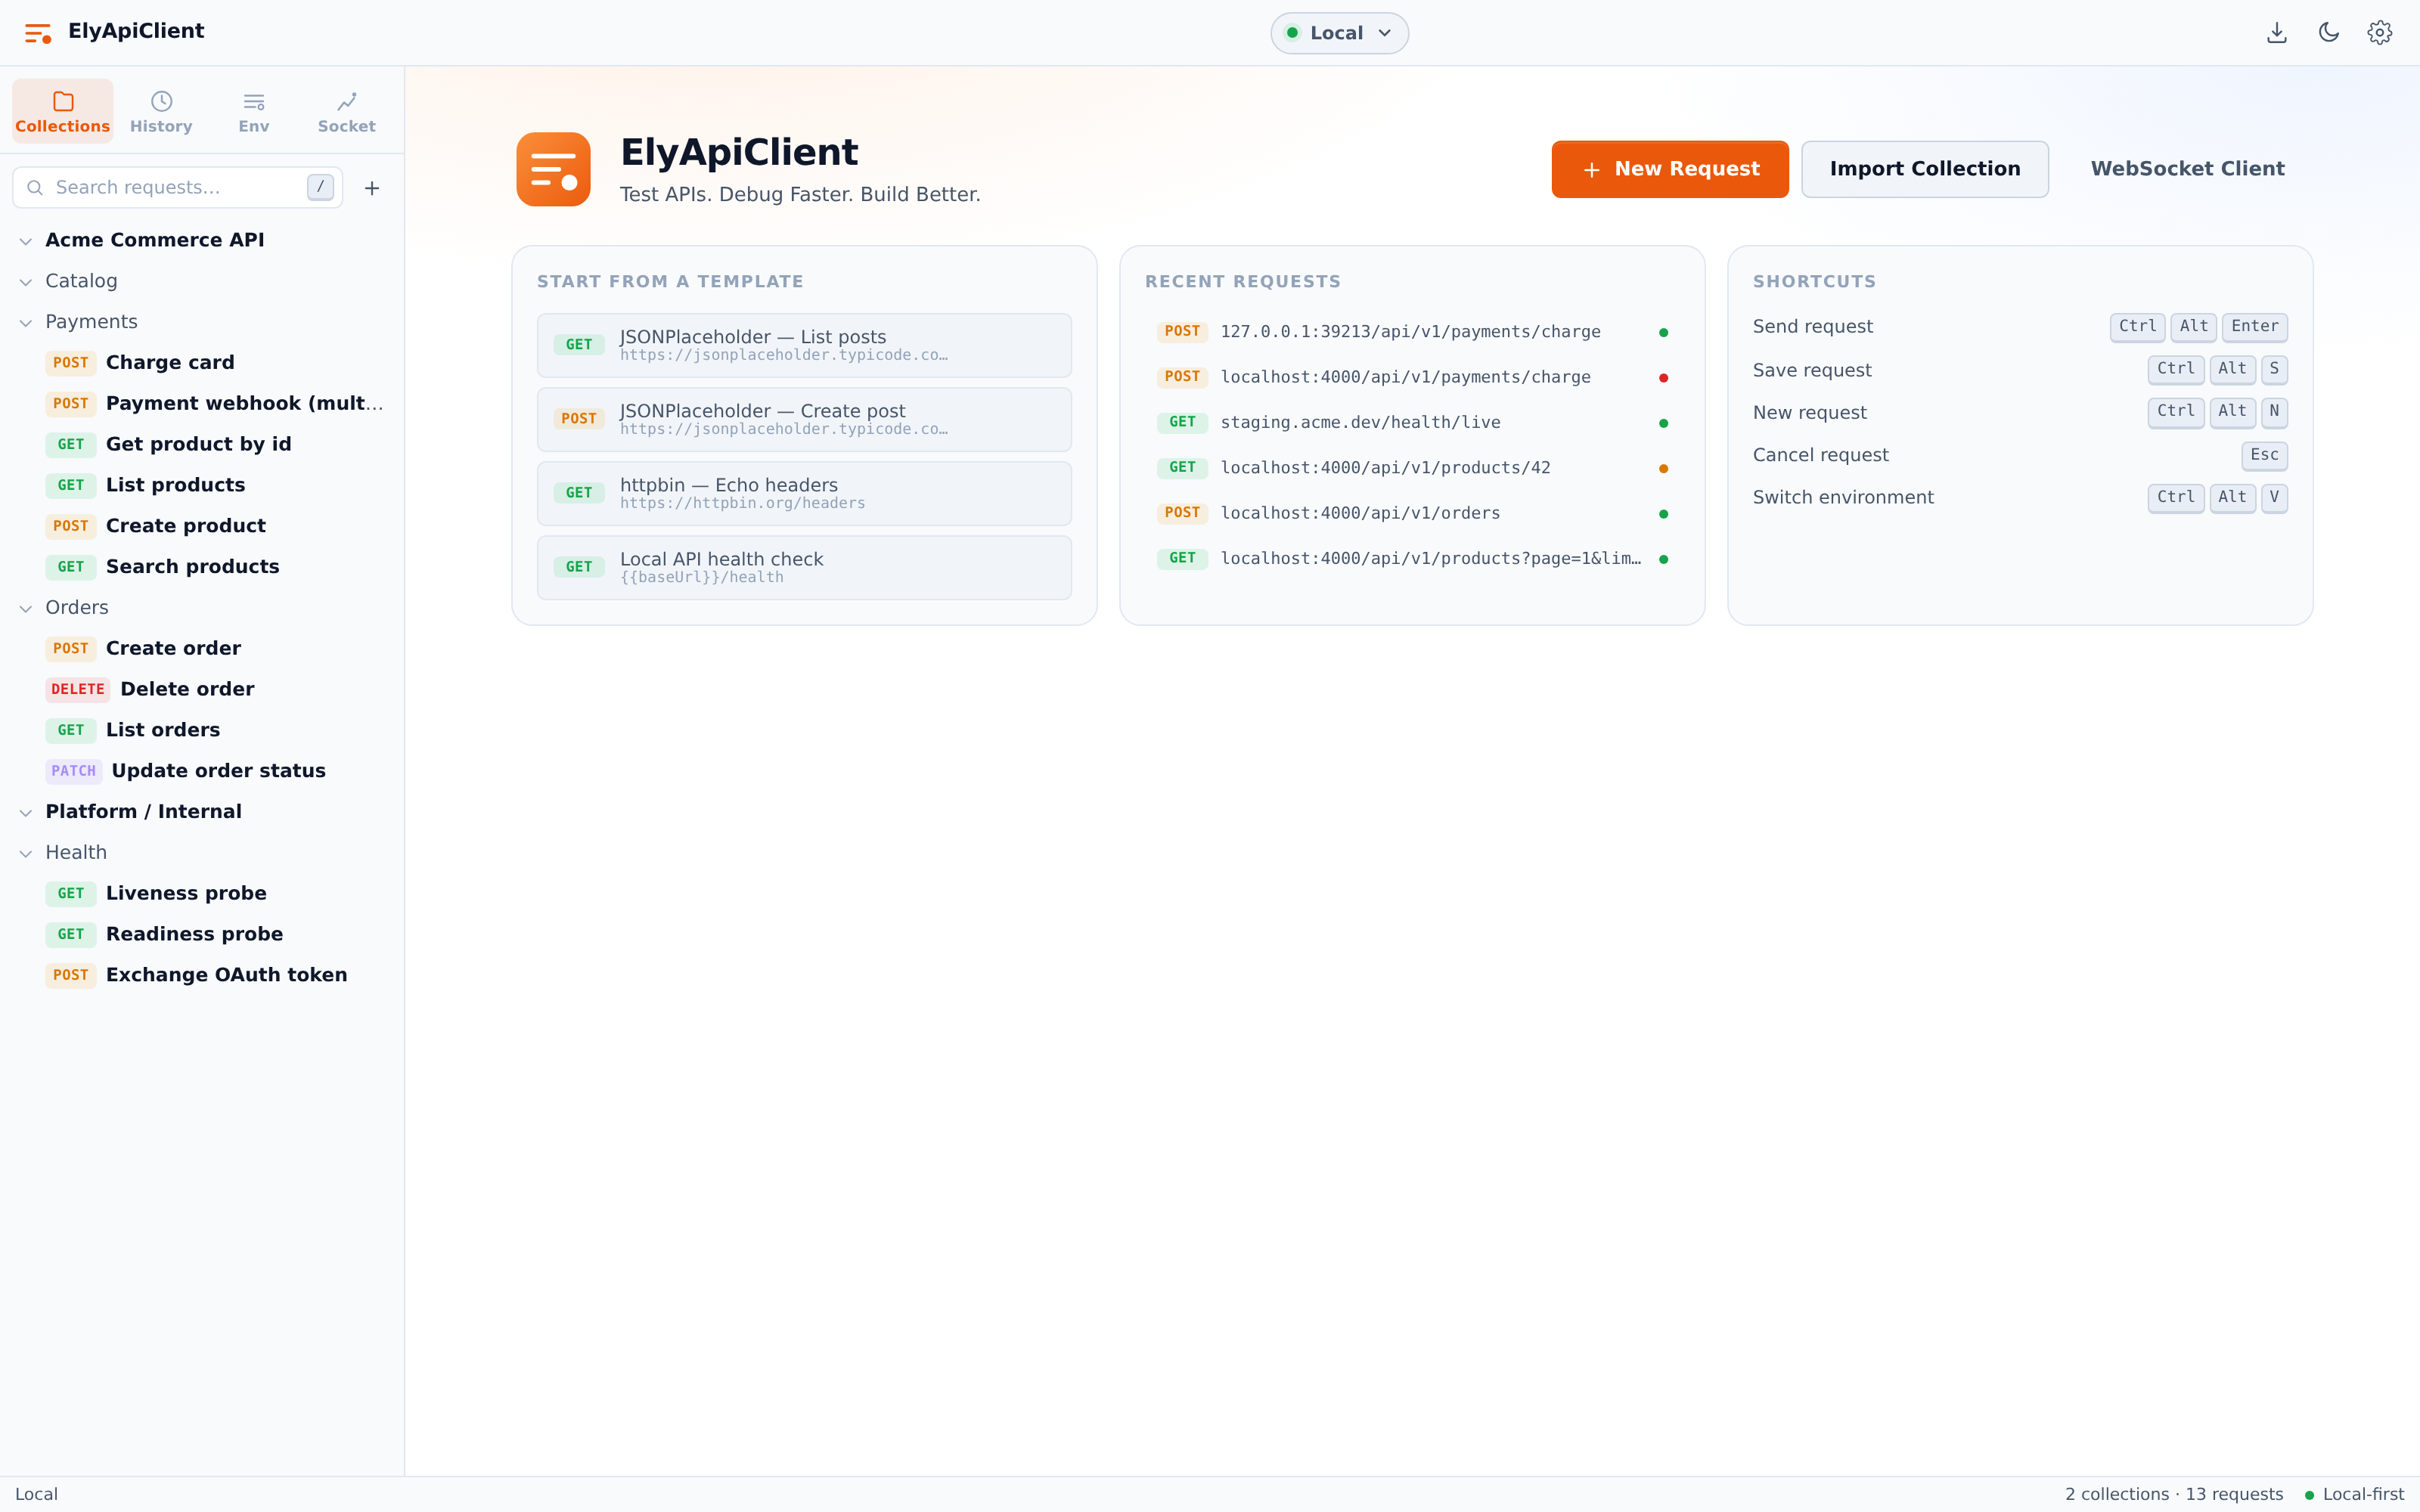 ElyApiClient
Local
Collections
History
Env
Socket
Search requests...
/
Acme Commerce API
Catalog
Payments
POST Charge card
POST Payment webhook (mult...
GET Get product by id
GET List products
POST Create product
GET Search products
Orders
POST Create order
DELETE Delete order
GET List orders
PATCH Update order status
Platform / Internal
Health
GET Liveness probe
GET Readiness probe
POST Exchange OAuth token
ElyApiClient
Test APIs. Debug Faster. Build Better.
+ New Request
Import Collection
WebSocket Client
START FROM A TEMPLATE
GET JSONPlaceholder — List posts
https://jsonplaceholder.typicode.co…
POST JSONPlaceholder — Create post
https://jsonplaceholder.typicode.co…
GET httpbin — Echo headers
https://httpbin.org/headers
GET Local API health check
{{baseUrl}}/health
RECENT REQUESTS
POST 127.0.0.1:39213/api/v1/payments/charge
POST localhost:4000/api/v1/payments/charge
GET staging.acme.dev/health/live
GET localhost:4000/api/v1/products/42
POST localhost:4000/api/v1/orders
GET localhost:4000/api/v1/products?page=1&lim…
SHORTCUTS
Send request Ctrl Alt Enter
Save request Ctrl Alt S
New request Ctrl Alt N
Cancel request Esc
Switch environment Ctrl Alt V
Local
2 collections · 13 requests
Local-first